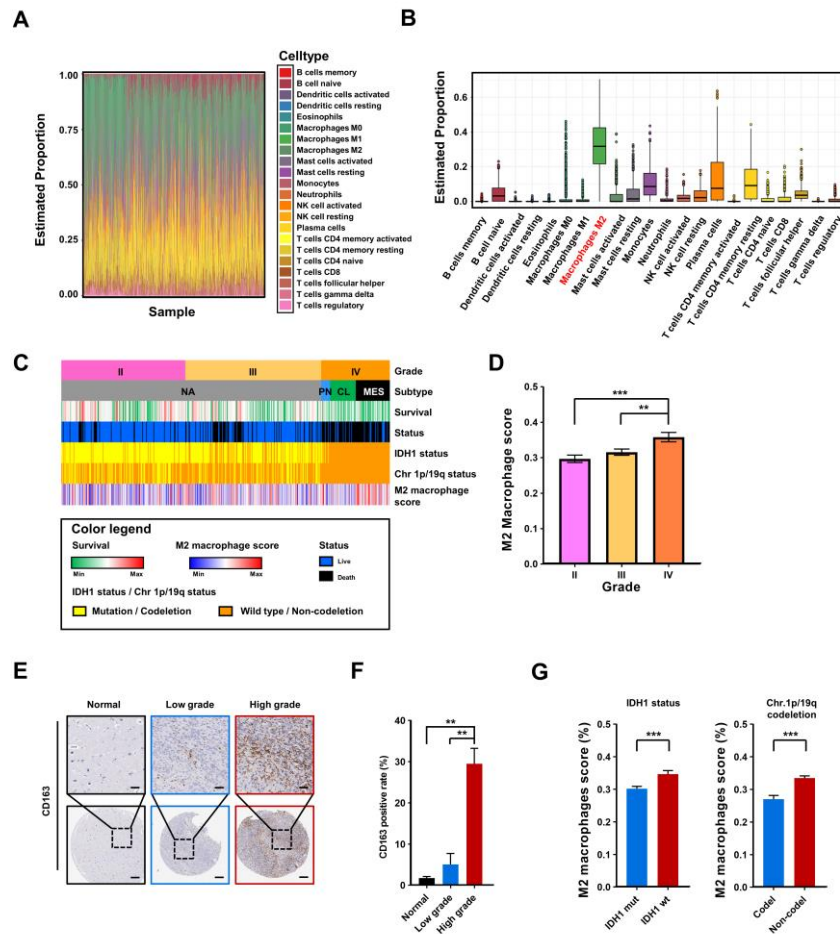 A
Celltype
1.00
0.75
0.50
0.25
0.00
Estimated Proportion
Sample
B cells memory
B cell naive
Dendritic cells activated
Dendritic cells resting
Eosinophils
Macrophages M0
Macrophages M1
Macrophages M2
Mast cells activated
Mast cells resting
Monocytes
Neutrophils
NK cell activated
NK cell resting
Plasma cells
T cells CD4 memory activated
T cells CD4 memory resting
T cells CD4 naive
T cells CD8
T cells follicular helper
T cells gamma delta
T cells regulatory
B
Estimated Proportion
0.6
0.4
0.2
0.0
B cells memory
B cell naive
Dendritic cells activated
Dendritic cells resting
Eosinophils
Macrophages M0
Macrophages M1
Macrophages M2
Mast cells activated
Mast cells resting
Monocytes
Neutrophils
NK cell activated
NK cell resting
Plasma cells
T cells CD4 memory activated
T cells CD4 memory resting
T cells CD4 naive
T cells CD8
T cells follicular helper
T cells gamma delta
T cells regulatory
C
II III IV Grade
NA PN CL MES Subtype
Survival
Status
IDH1 status
Chr 1p/19q status
M2 macrophage
score
Color legend
Survival M2 macrophage score Status
Live
Death
Min Max Min Max
IDH1 status / Chr 1p/19q status
Mutation / Codeletion Wild type / Non-codeletion
D
M2 Macrophage score
0.5
0.4
0.3
0.2
0.1
0.0
***
**
II III IV
Grade
E
Normal Low grade High grade
CD163
F
CD163 positive rate (%)
40
30
20
10
0
**
**
Normal
Low grade
High grade
G
IDH1 status
M2 macrophages score (%)
0.5
0.4
0.3
0.2
0.1
0.0
***
IDH1 mut
IDH1 wt
Chr.1p/19q
codeletion
M2 macrophages score (%)
0.5
0.4
0.3
0.2
0.1
0.0
***
Codel
Non-codel